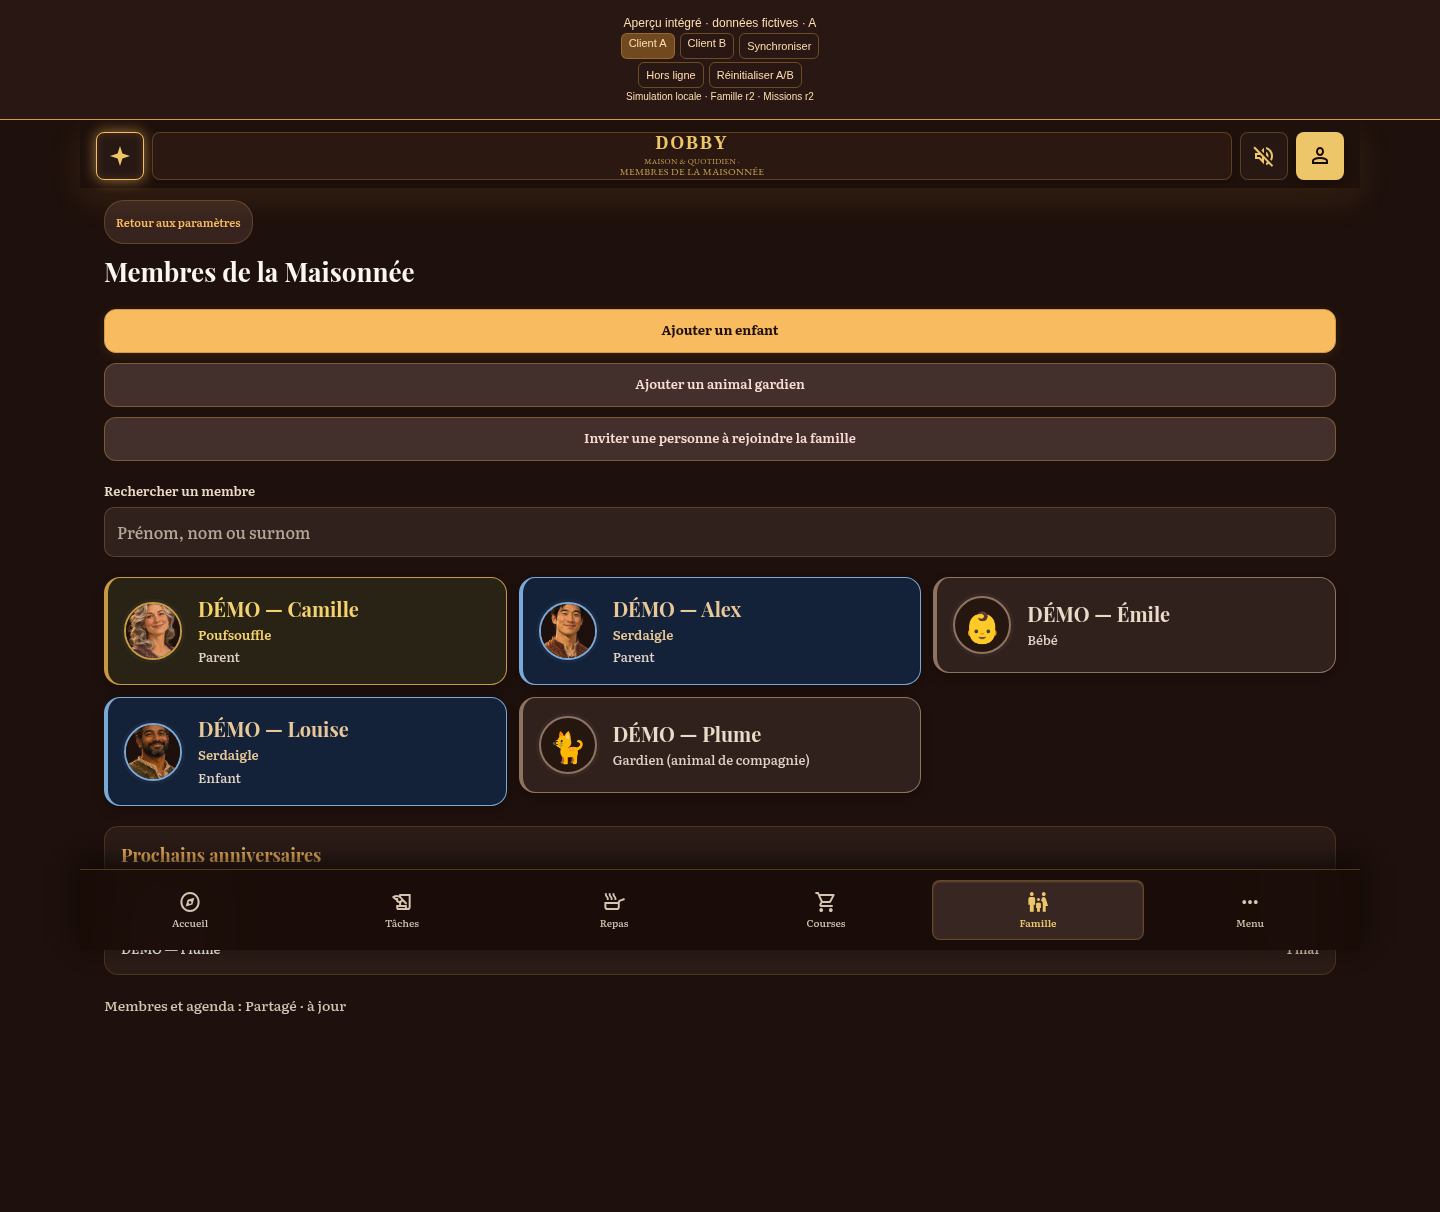 Aperçu intégré · données fictives · A
Client A
Client B
Synchroniser
Hors ligne
Réinitialiser A/B
Simulation locale · Famille r2 · Missions r2
DOBBY
MAISON & QUOTIDIEN ·
MEMBRES DE LA MAISONNÉE
Retour aux paramètres
Membres de la Maisonnée
Ajouter un enfant
Ajouter un animal gardien
Inviter une personne à rejoindre la famille
Rechercher un membre
Prénom, nom ou surnom
DÉMO — Camille
Poufsouffle
Parent
DÉMO — Alex
Serdaigle
Parent
DÉMO — Émile
Bébé
DÉMO — Louise
Serdaigle
Enfant
DÉMO — Plume
Gardien (animal de compagnie)
Prochains anniversaires
Accueil
Tâches
Repas
Courses
Famille
Menu
DÉMO — Plume
Membres et agenda : Partagé · à jour